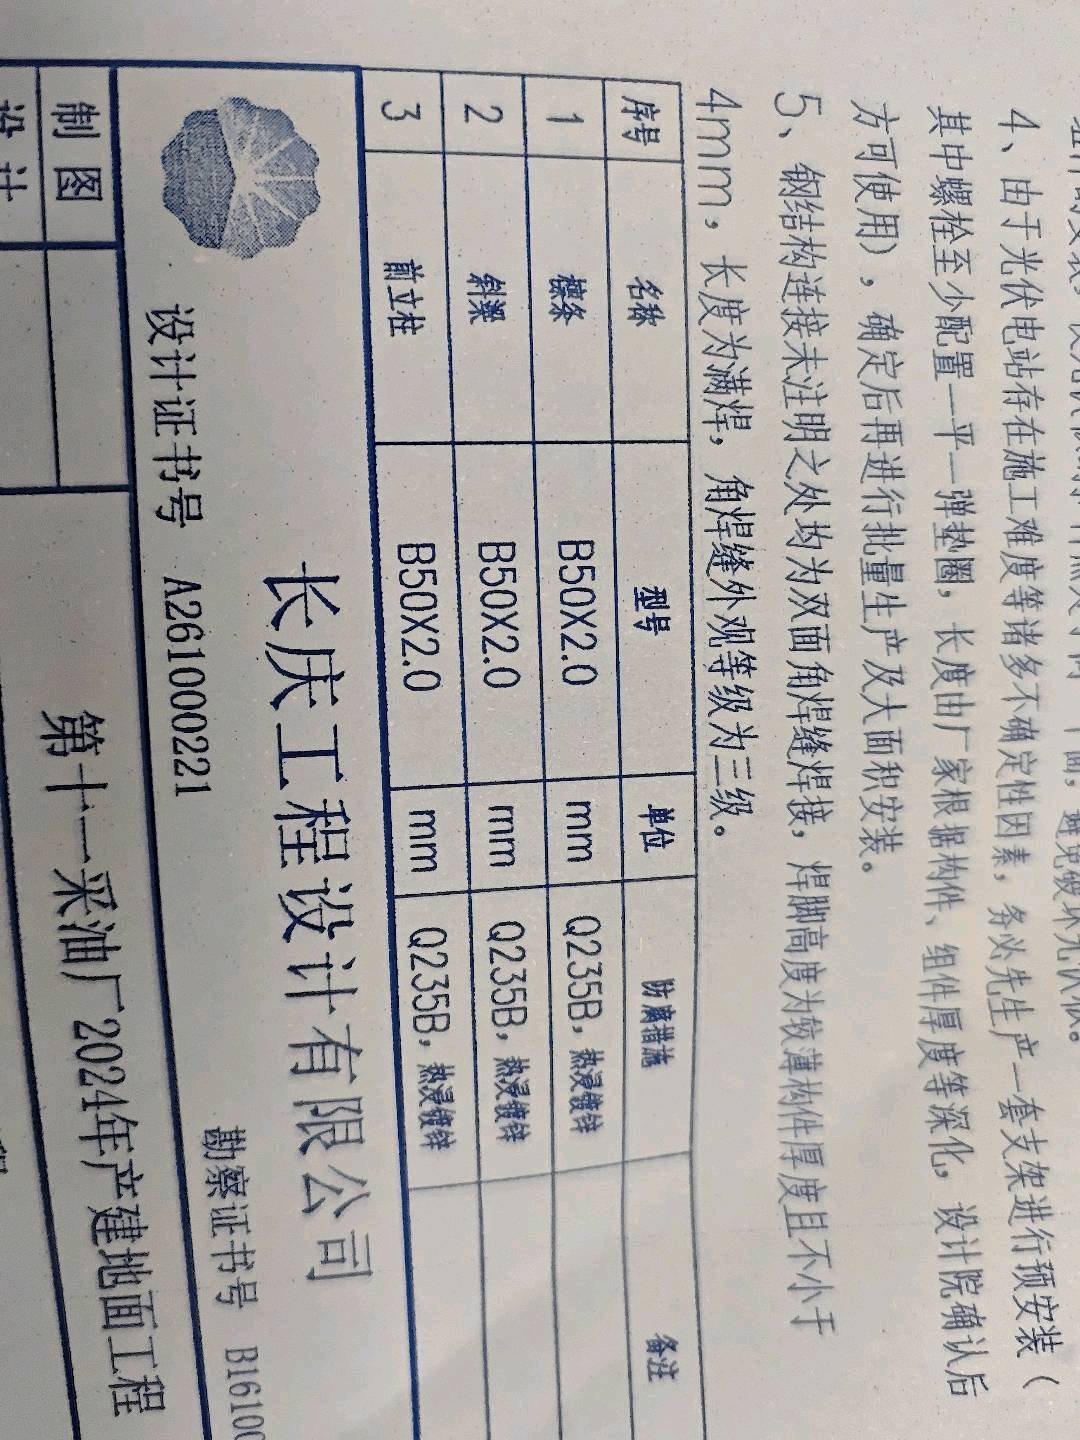 4、由于光伏电站存在施工难度等诸多不确定性因素，务必先生产一套支架进行预安装（
其中螺栓至少配置一平一弹垫圈，长度由厂家根据构件、组件厚度等深化，设计院确认后
方可使用），确定后再进行批量生产及大面积安装。
5、钢结构连接未注明之处均为双面角焊缝焊接，焊脚高度为较薄构件厚度且不小于
4mm，长度为满焊，角焊缝外观等级为三级。
序号 名称 型号 单位 防腐措施 备注
1 檩条 B50X2.0 mm Q235B，热浸镀锌
2 斜梁 B50X2.0 mm Q235B，热浸镀锌
3 前立柱 B50X2.0 mm Q235B，热浸镀锌
长庆工程设计有限公司
设计证书号 A261000221 勘察证书号 B16100
制图
第十一采油厂2024年产建地面工程
设计